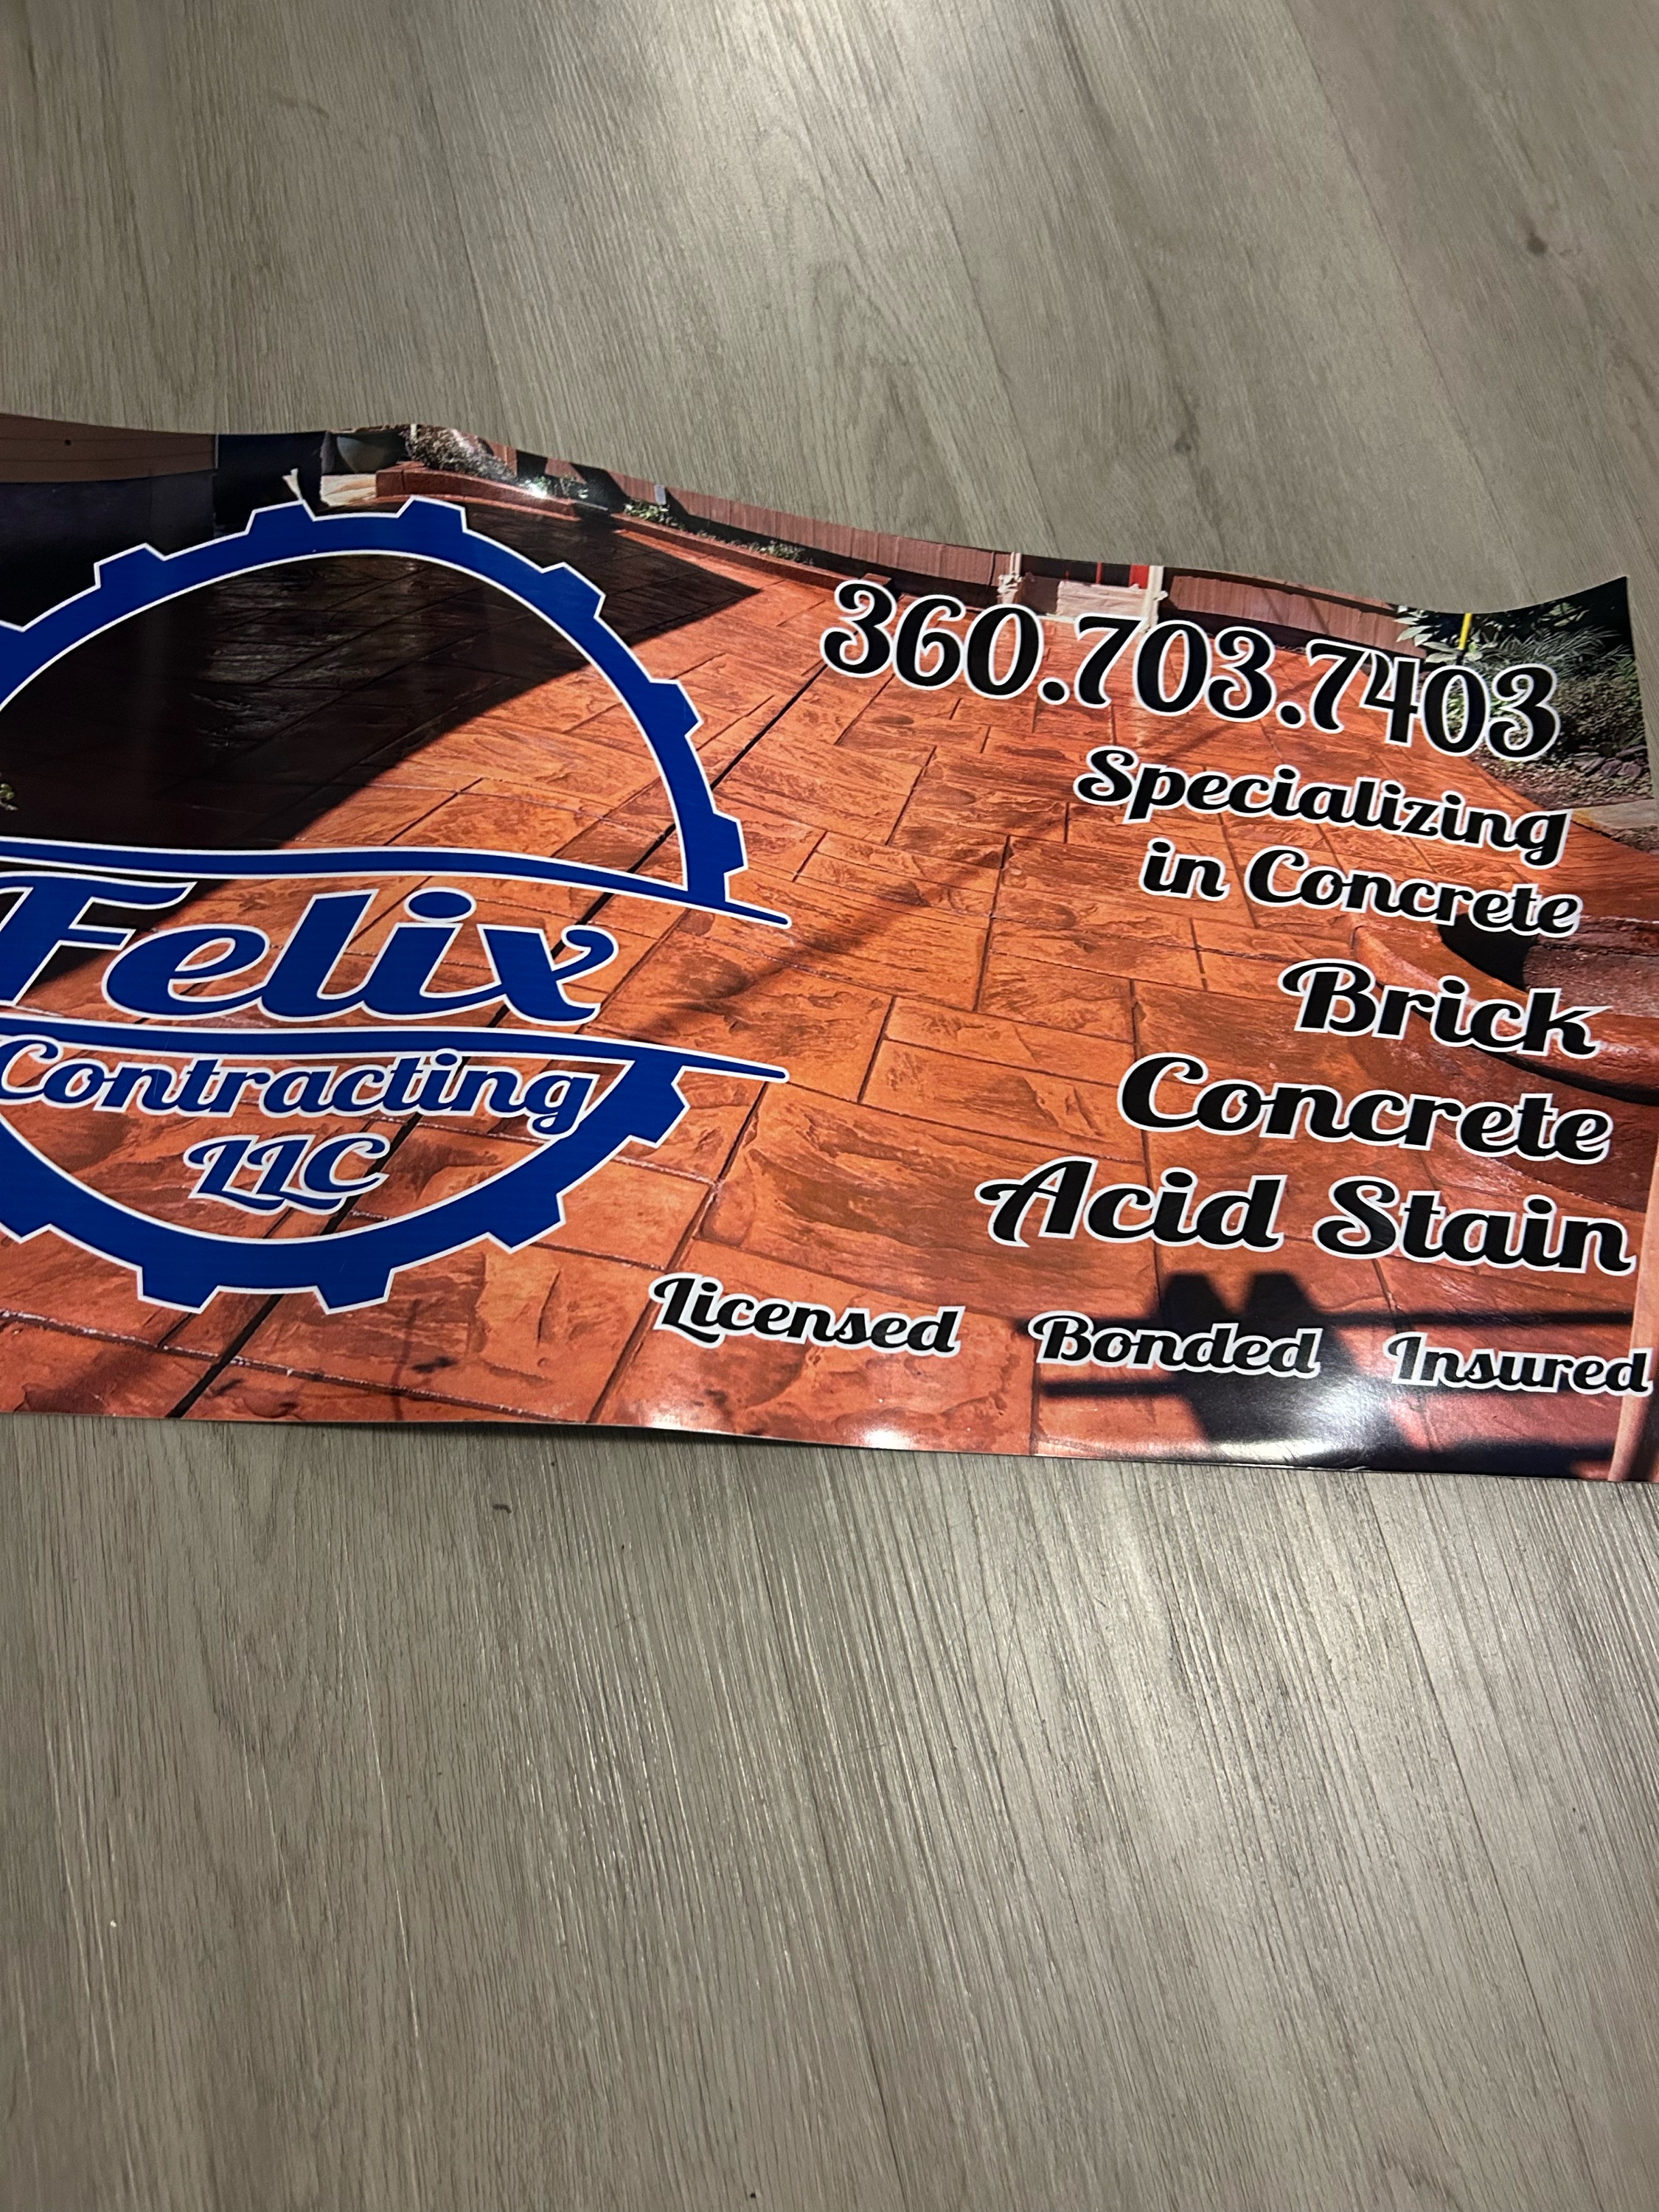 Felix
Contracting
LLC
360.703.7403
Specializing
in Concrete
Brick
Concrete
Acid Stain
Licensed Bonded Insured